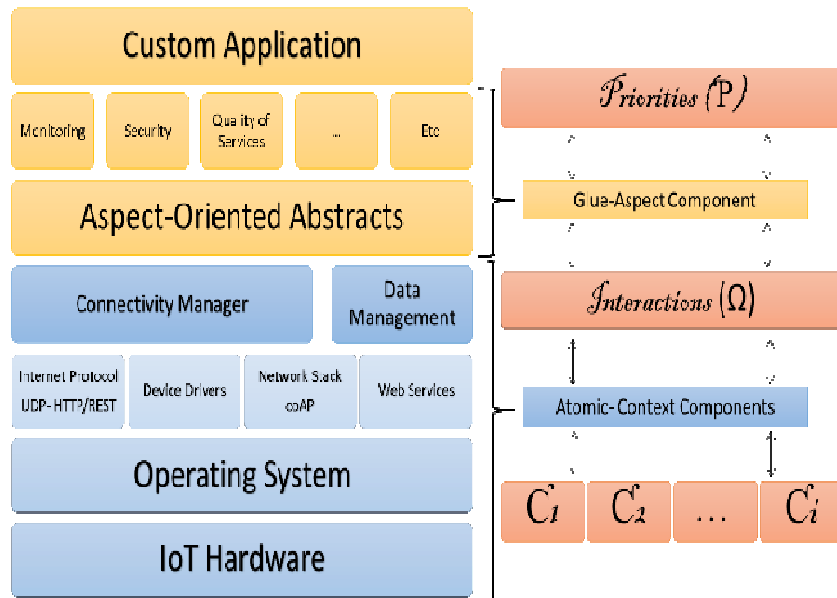 Custom Application
Monitoring
Security
Quality of
Services
...
Etc
Aspect-Oriented Abstracts
Connectivity Manager
Data
Management
Internet Protocol
UDP-HTTP/REST
Device Drivers
Network Stack
coAP
Web Services
Operating System
IoT Hardware
Priorities (P)
Glue-Aspect Component
Interactions (Ω)
Atomic-Context Components
C1
C2
...
Ci